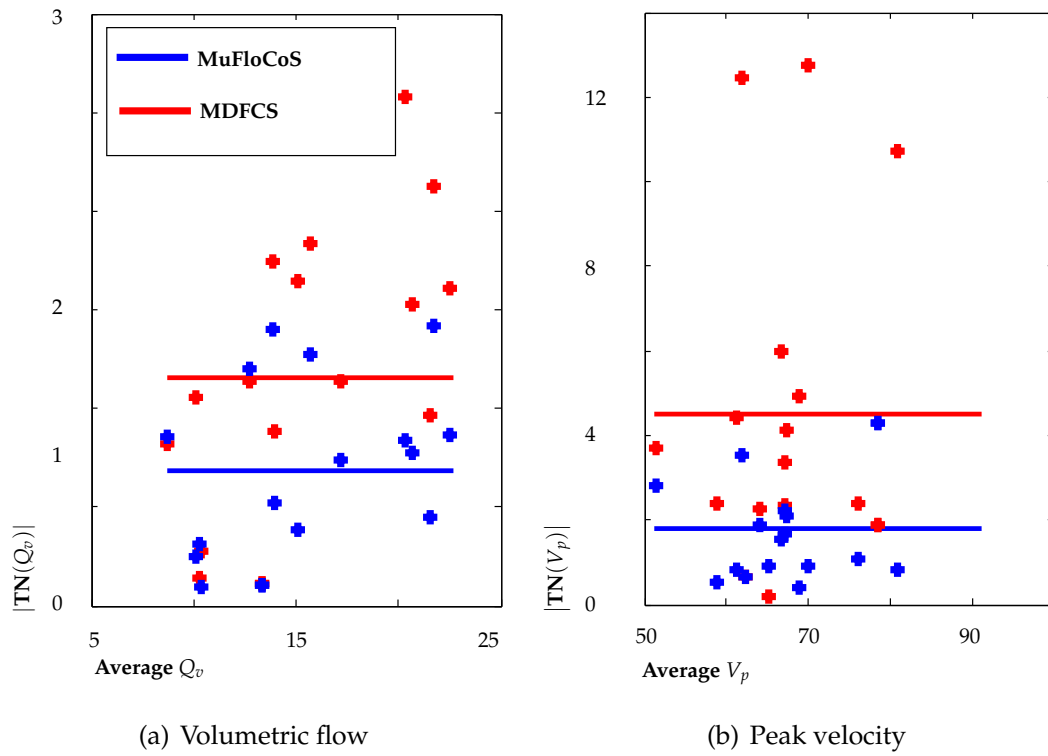 MuFloCoS
MDFCS
3
2
1
0
|TN(Q_v)|
5
15
25
Average Q_v
(a) Volumetric flow
12
8
4
0
|TN(V_p)|
50
70
90
Average V_p
(b) Peak velocity